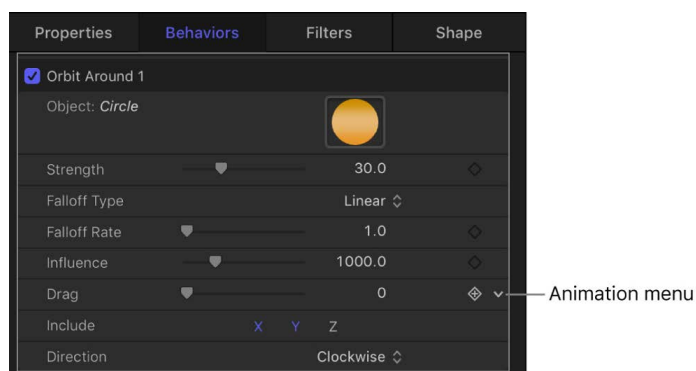 Properties Behaviors Filters Shape
Orbit Around 1
Object: Circle
Strength 30.0
Falloff Type Linear
Falloff Rate 1.0
Influence 1000.0
Drag 0
Animation menu
Include X Y Z
Direction Clockwise